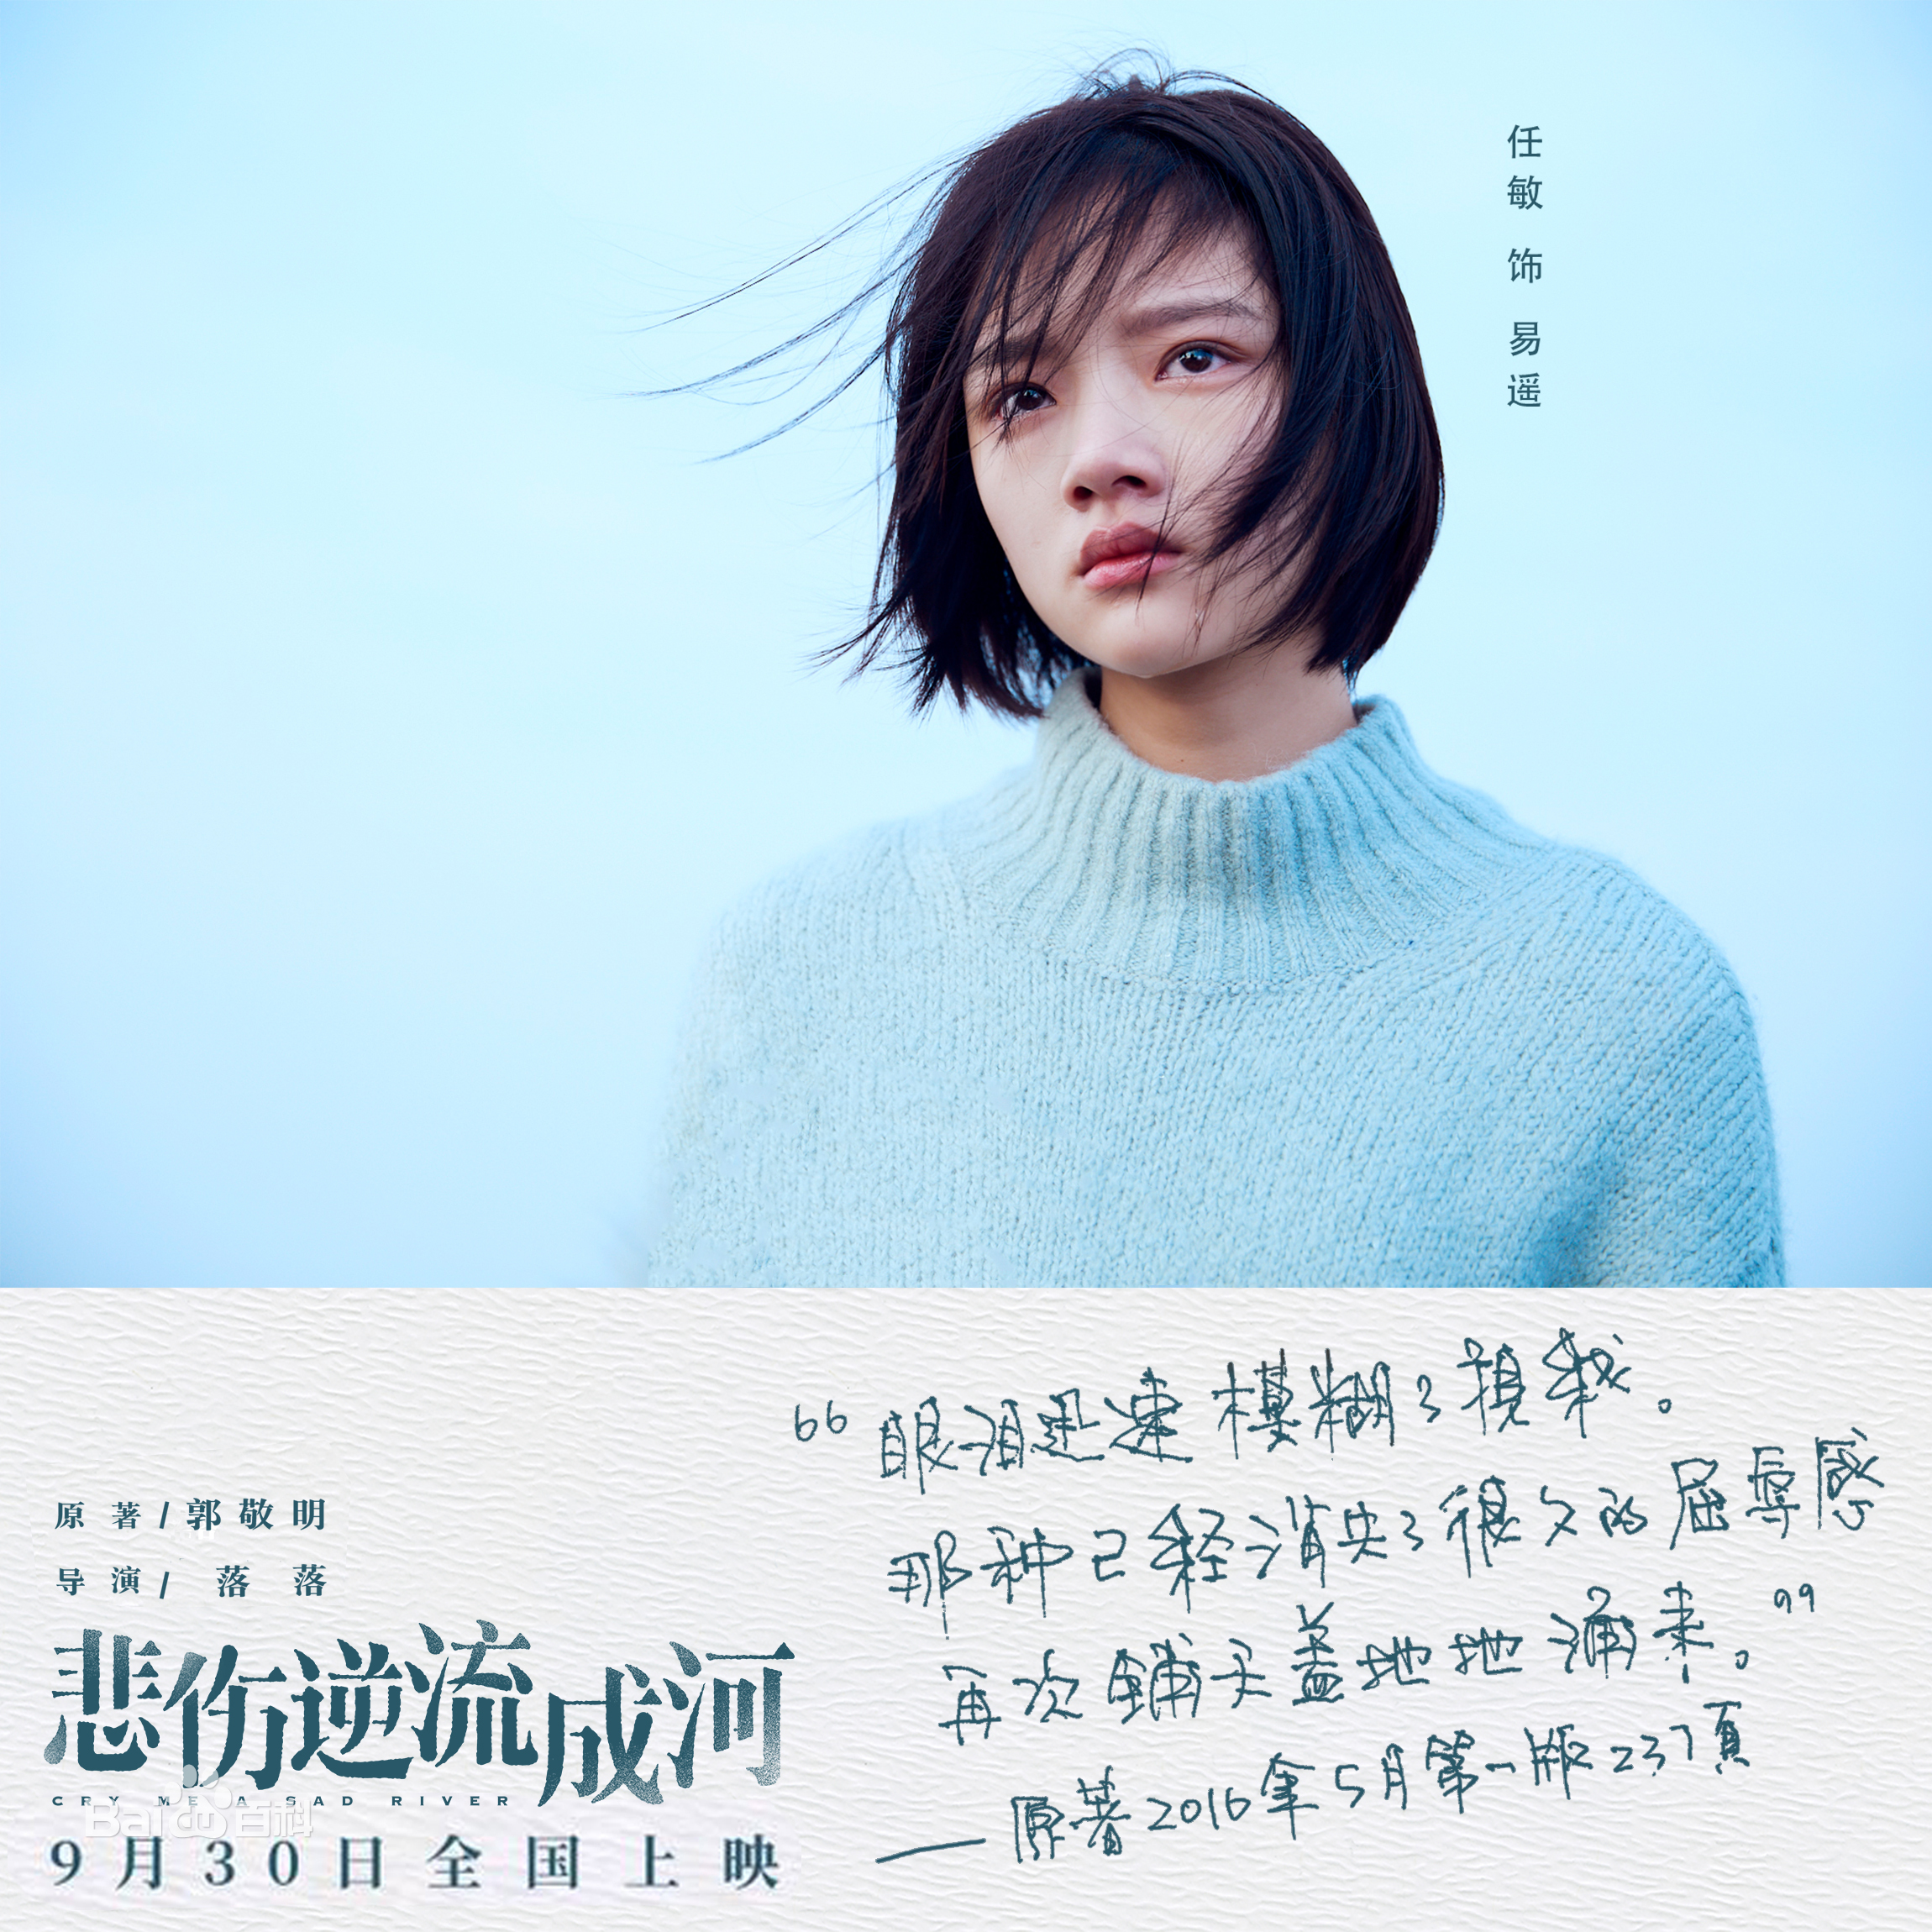 任敏 饰 易遥
“眼泪迅速模糊了视线。
那种已经消失了很久的屈辱感
再次铺天盖地地涌来。”
——原著2016年5月第一版237頁
原著/郭敬明
导演/落落
悲伤逆流成河
CRY ME A SAD RIVER
Bai百科
9月30日全国上映